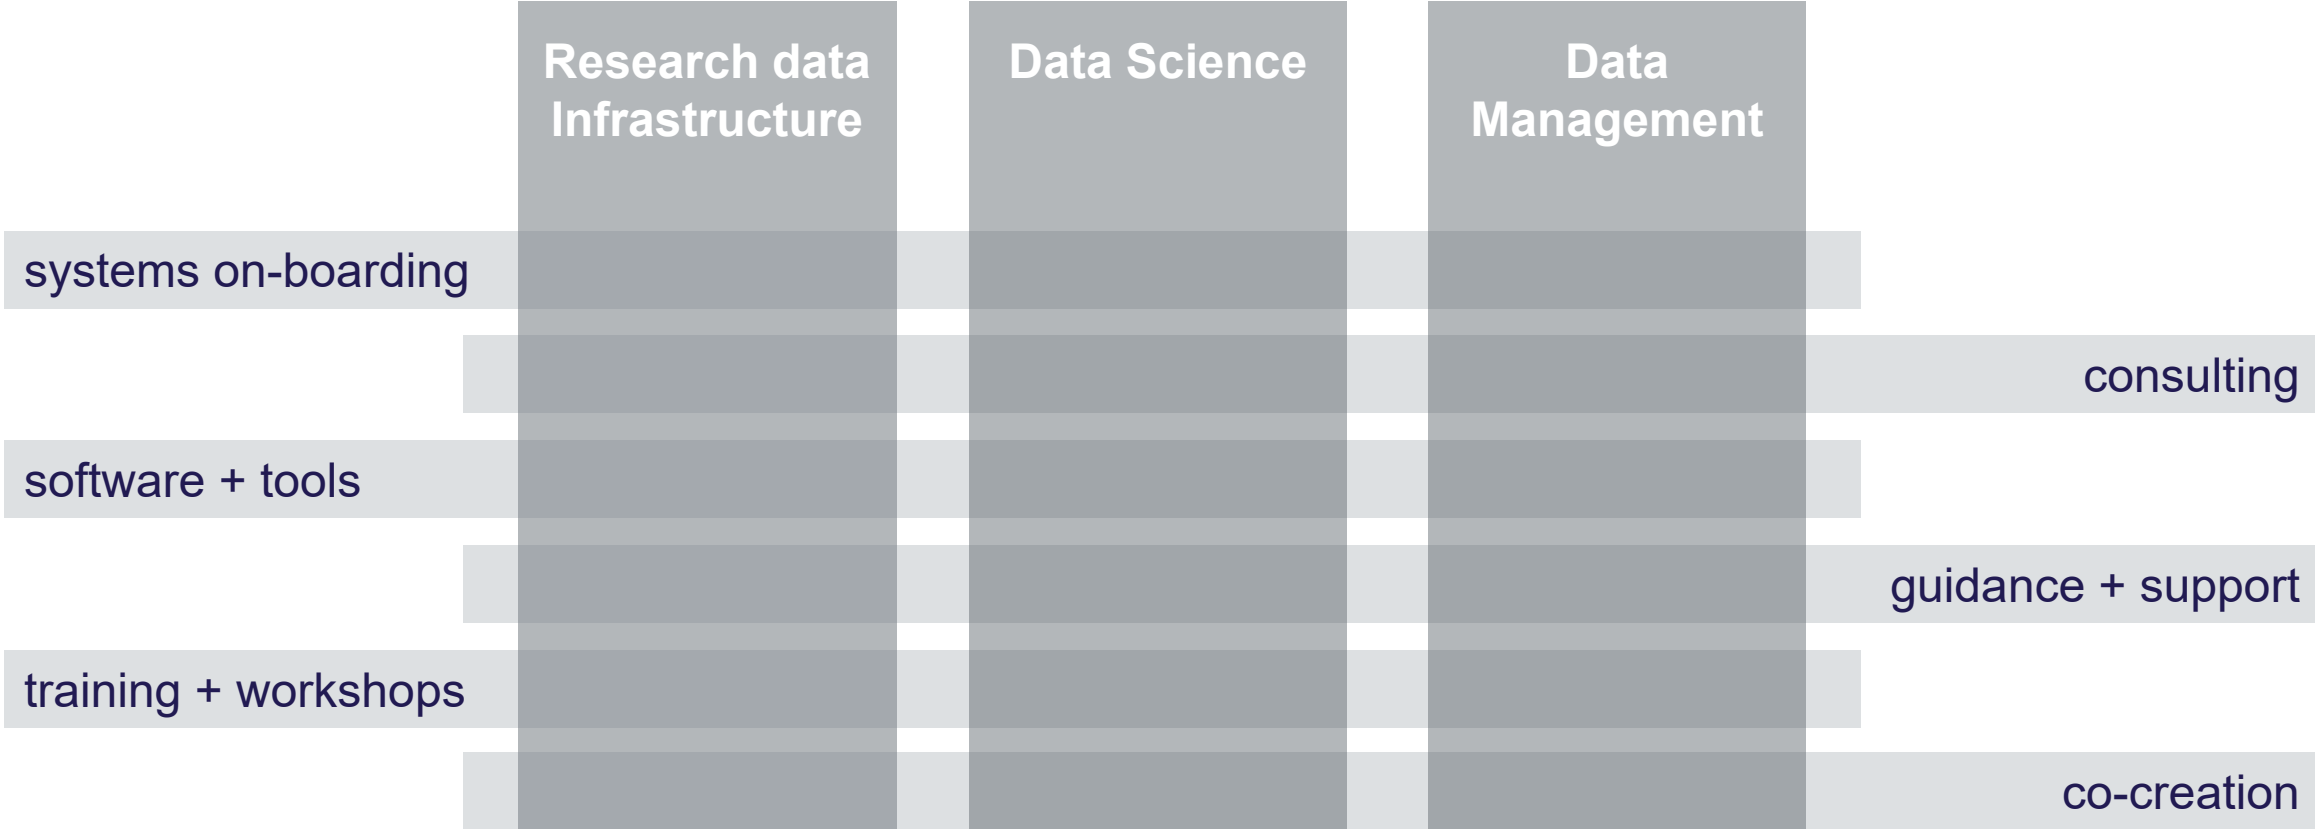 Research data
Infrastructure
Data Science
Data
Management
systems on-boarding
consulting
software + tools
guidance + support
training + workshops
co-creation